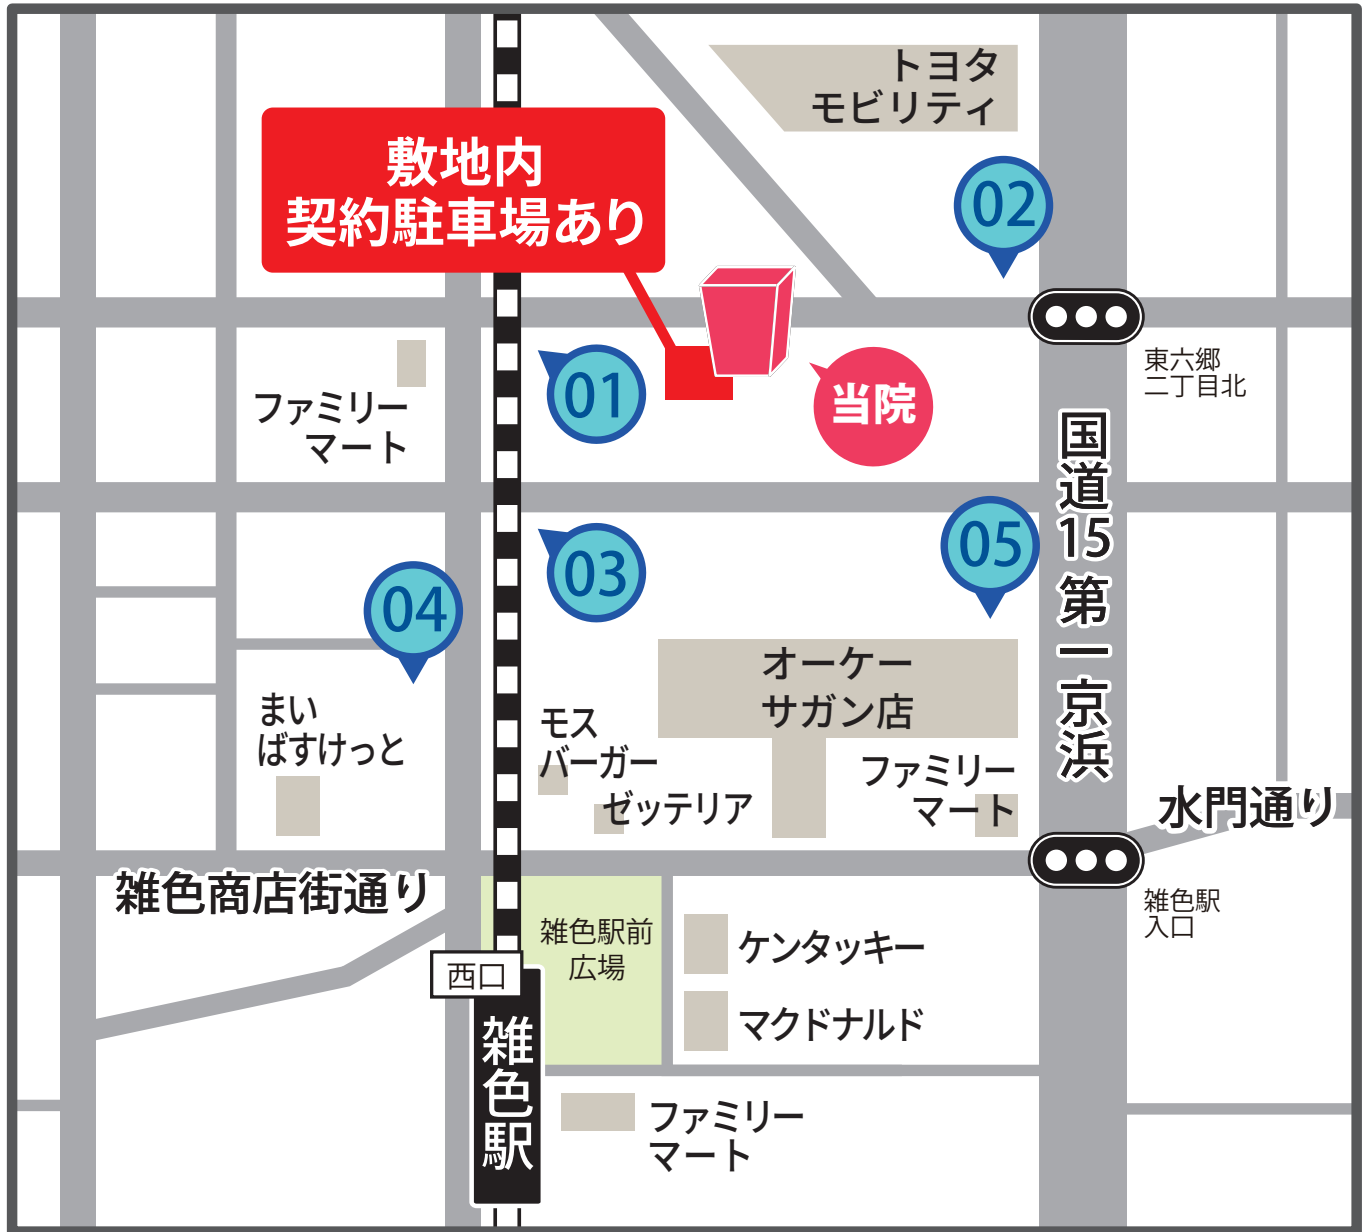 トヨタ
モビリティ
敷地内
契約駐車場あり
02
01
当院
東六郷
二丁目北
ファミリー
マート
国道15 第一京浜
03
05
04
オーケー
サガン店
まい
ばすけっと
モス
バーガー
ゼッテリア
ファミリー
マート
水門通り
雑色商店街通り
雑色駅
入口
雑色駅前
広場
ケンタッキー
西口
マクドナルド
雑色駅
ファミリー
マート